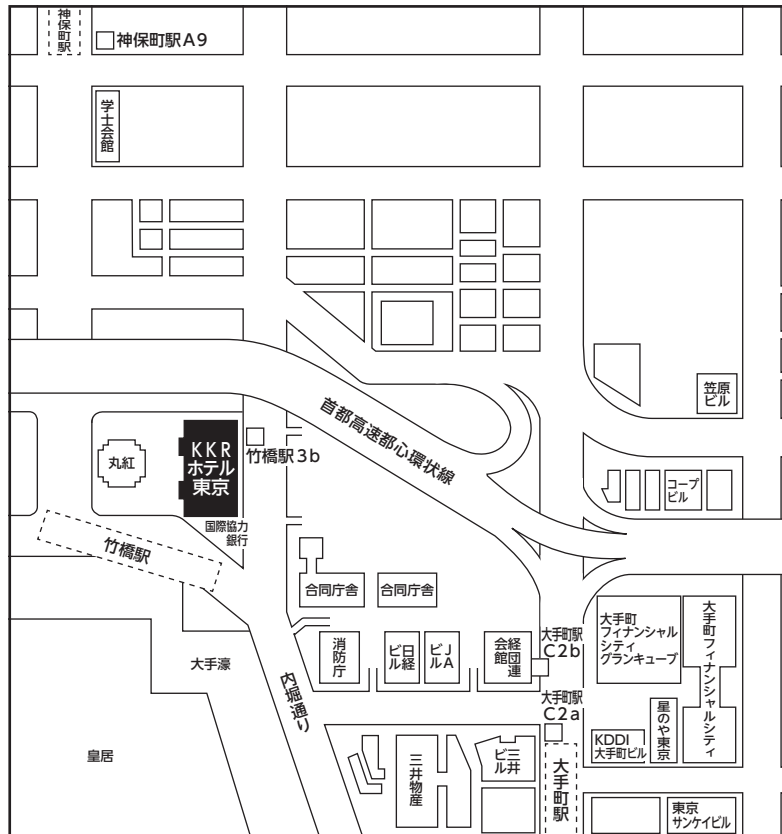 神保町駅
神保町駅A9
学士会館
笠原
ビル
首都高速都心環状線
丸紅
KKR
ホテル
東京
竹橋駅3b
コープ
ビル
国際協力
銀行
竹橋駅
合同庁舎
合同庁舎
大手町
フィナンシャル
シティ
グランキューブ
大手町フィナンシャルシティ
消防庁
日経
ビル
JA
ビル
経団連
会館
大手町駅
C2b
大手濠
内堀通り
大手町駅
C2a
星のや東京
KDDI
大手町ビル
皇居
三井物産
三井
ビル
大手町駅
東京
サンケイビル